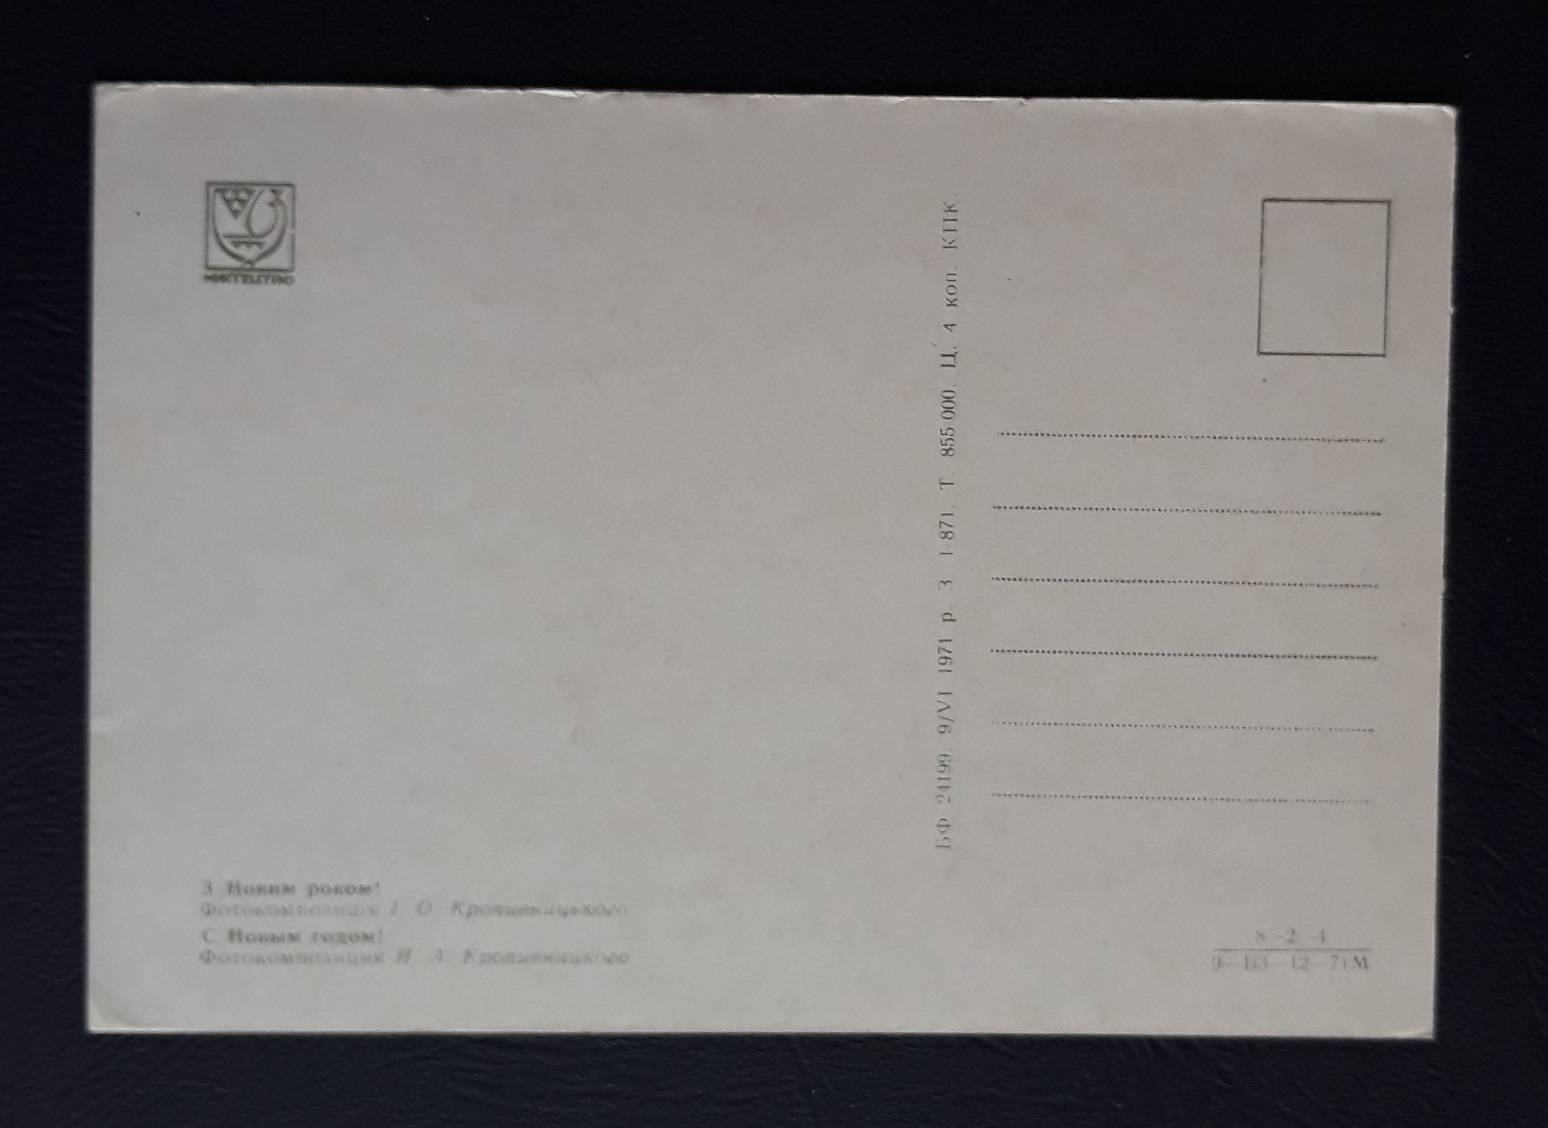 МИСТЕЦТВО
БФ 24199. 9/VI 1971 р. З 1-871. Т. 855 000. Ц. 4 коп. КПК.
З Новим роком!
Фотокомпозиція І. О. Кропивницького
С Новым годом!
Фотокомпозиция И. А. Кропивницкого
8—2—4
9—БЗ—12—71М